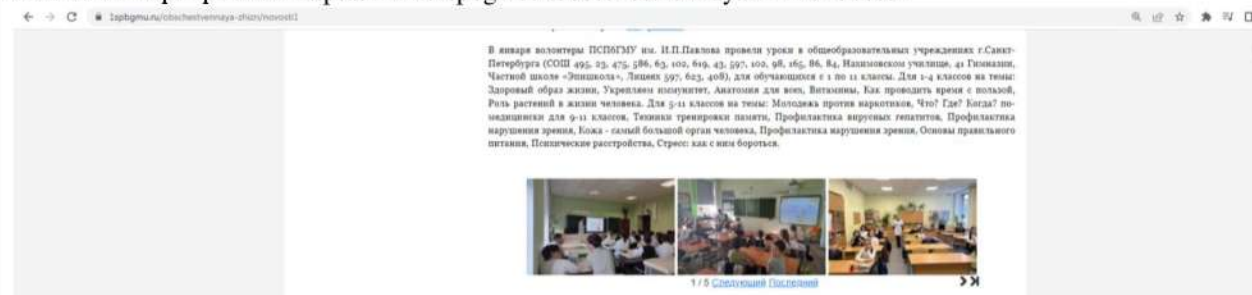 1spbgmu.ru/obschestvennaya-zhizn/novosti1
В январе волонтеры ПСПбГМУ им. И.П.Павлова провели уроки в общеобразовательных учреждениях г.Санкт-
Петербурга (СОШ 495, 23, 475, 586, 63, 102, 619, 43, 597, 102, 98, 165, 86, 84, Нахимовском училище, 41 Гимназии,
Частной школе «Эпишкола», Лицеях 597, 623, 408), для обучающихся с 1 по 11 классы. Для 1-4 классов на темы:
Здоровый образ жизни, Укрепляем иммунитет, Анатомия для всех, Витамины, Как проводить время с пользой,
Роль растений в жизни человека. Для 5-11 классов на темы: Молодежь против наркотиков, Что? Где? Когда? по-
медицински для 9-11 классов, Техники тренировки памяти, Профилактика вирусных гепатитов, Профилактика
нарушения зрения, Кожа - самый большой орган человека, Профилактика нарушения зрения, Основы правильного
питания, Психические расстройства, Стресс: как с ним бороться.
1 / 5 Следующий Последний